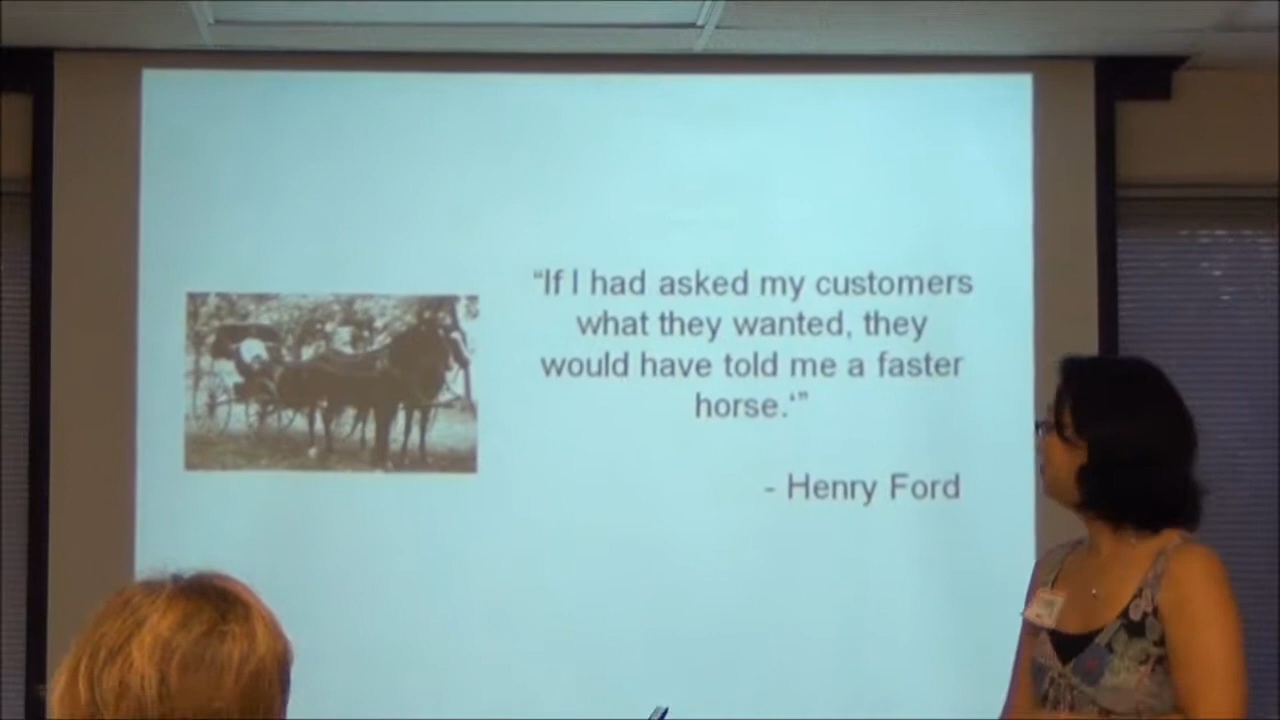 “If I had asked my customers
what they wanted, they
would have told me a faster
horse.‘”
- Henry Ford